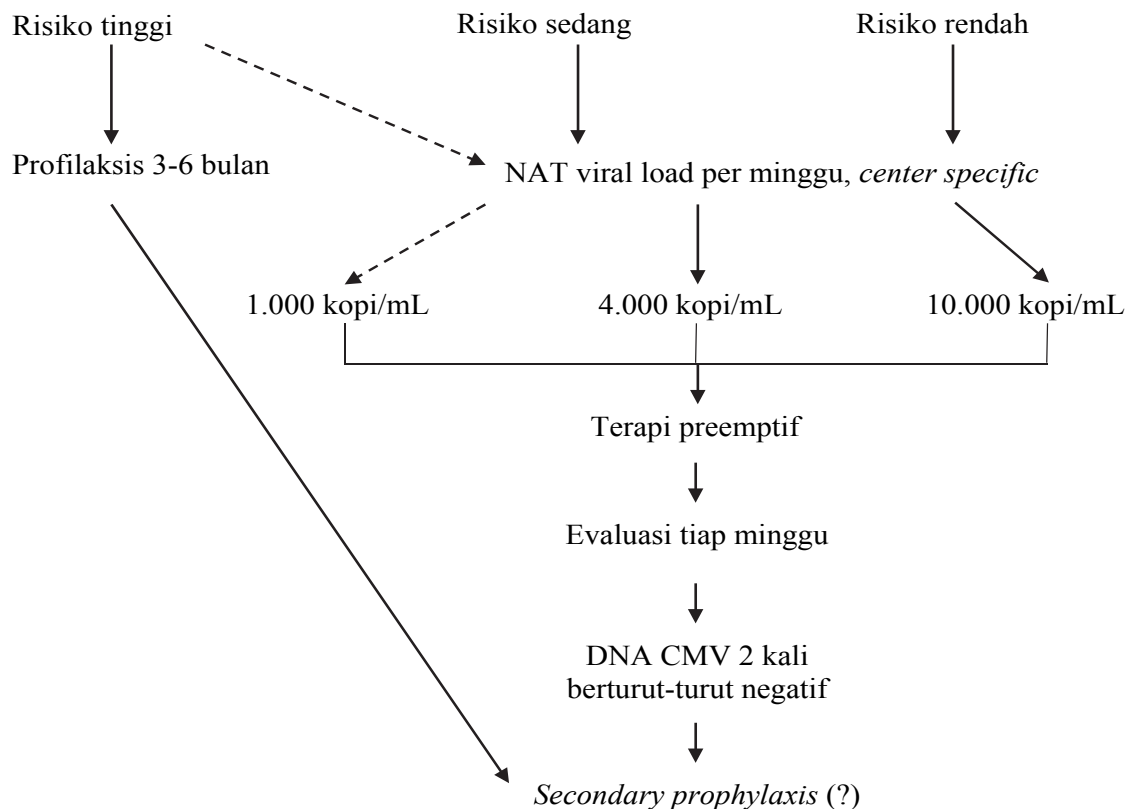 Risiko tinggi
Risiko sedang
Risiko rendah
Profilaksis 3-6 bulan
NAT viral load per minggu, center specific
1.000 kopi/mL
4.000 kopi/mL
10.000 kopi/mL
Terapi preemptif
Evaluasi tiap minggu
DNA CMV 2 kali
berturut-turut negatif
Secondary prophylaxis (?)